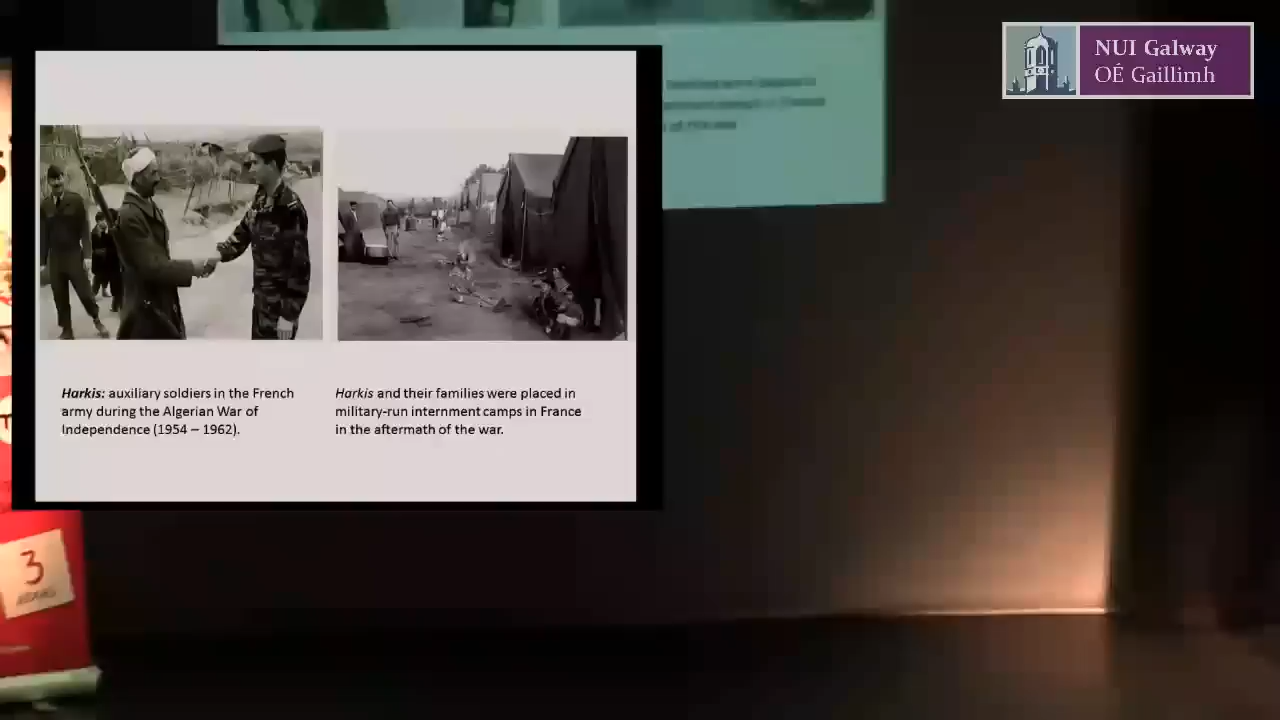 NUI Galway
OÉ Gaillimh
Harkis: auxiliary soldiers in the French
army during the Algerian War of
Independence (1954 – 1962).
Harkis and their families were placed in
military-run internment camps in France
in the aftermath of the war.
3